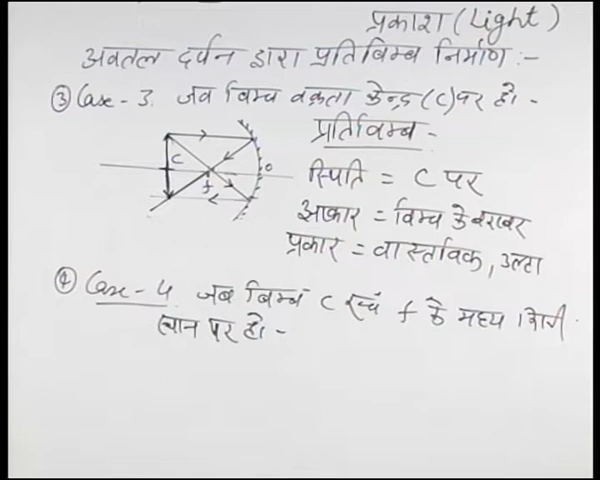 प्रकाश (Light)
अवतल दर्पन द्वारा प्रतिबिम्ब निर्माण :-
③ Case - 3. जब बिम्ब वक्रता केन्द्र (C) पर हो -
प्रतिबिम्ब -
C
f
o
स्थिति = C पर
आकार = बिम्ब के बराबर
प्रकार = वास्तविक, उल्टा
④ Case - 4 जब बिम्ब C एवं f के मध्य किसी
स्थान पर हो -